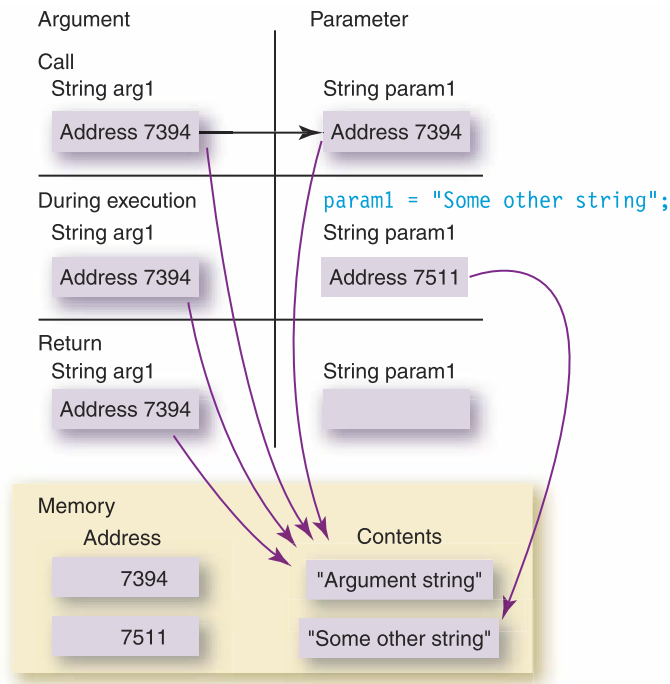 Argument
Parameter
Call
String arg1
String param1
Address 7394
Address 7394
During execution
param1 = "Some other string";
String arg1
String param1
Address 7394
Address 7511
Return
String arg1
String param1
Address 7394
Memory
Address
Contents
7394
"Argument string"
7511
"Some other string"